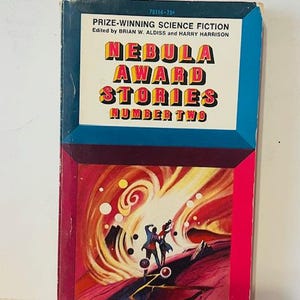 PRIZE-WINNING SCIENCE FICTION
Edited by BRIAN W. ALDISS and HARRY HARRISON
NEBULA
AWARD
STORIES
NUMBER TWO